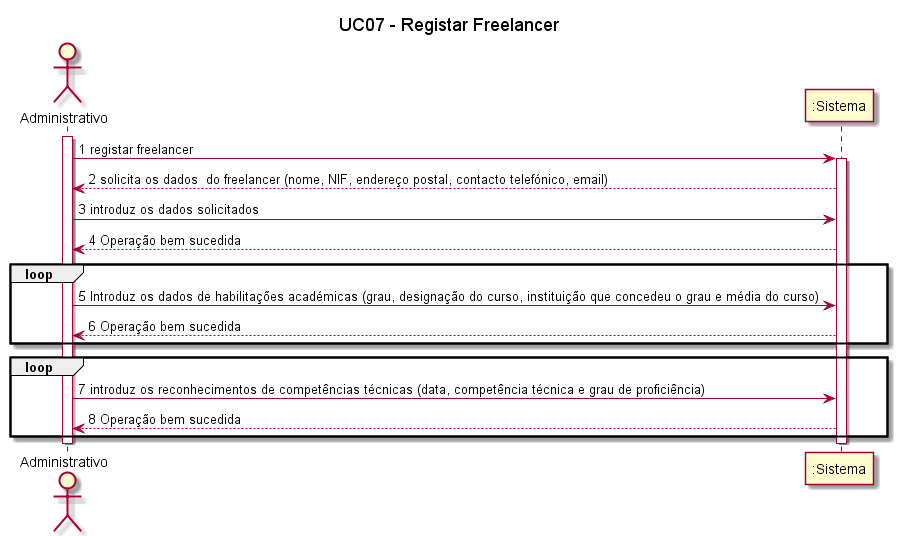 UC07 - Registar Freelancer
Administrativo
:Sistema
1 registar freelancer
2 solicita os dados  do freelancer (nome, NIF, endereço postal, contacto telefónico, email)
3 introduz os dados solicitados
4 Operação bem sucedida
loop
5 Introduz os dados de habilitações académicas (grau, designação do curso, instituição que concedeu o grau e média do curso)
6 Operação bem sucedida
loop
7 introduz os reconhecimentos de competências técnicas (data, competência técnica e grau de proficiência)
8 Operação bem sucedida
Administrativo
:Sistema